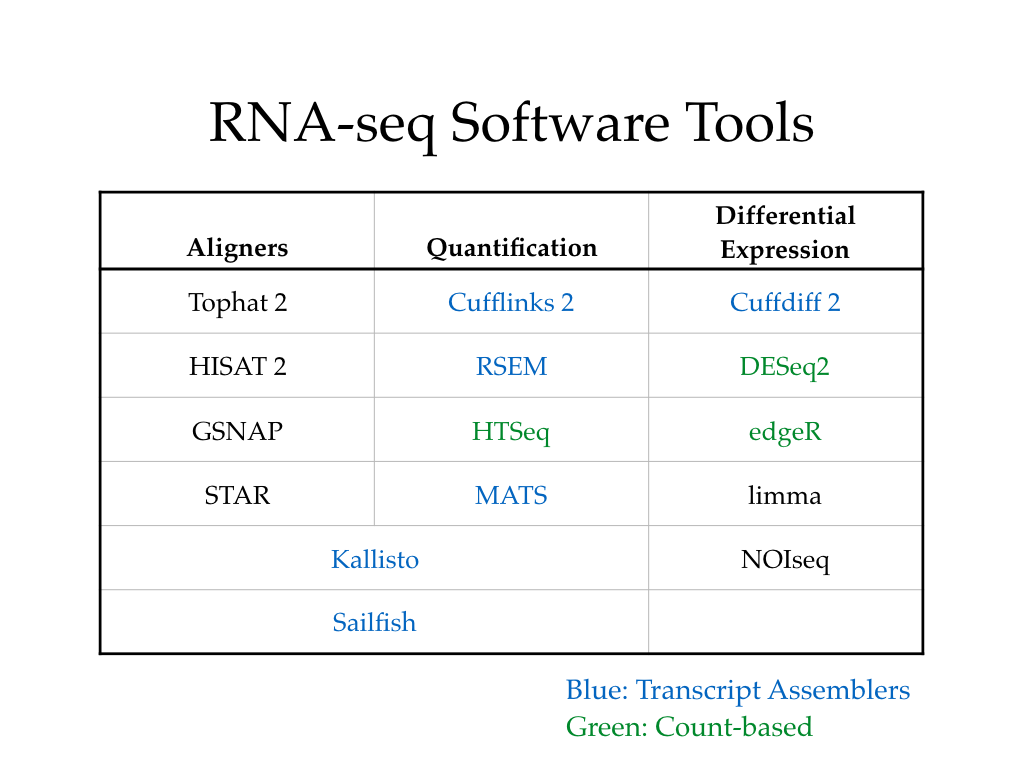 RNA-seq Software Tools
Aligners Quantification Differential Expression
Tophat 2 Cufflinks 2 Cuffdiff 2
HISAT 2 RSEM DESeq2
GSNAP HTSeq edgeR
STAR MATS limma
Kallisto NOIseq
Sailfish
Blue: Transcript Assemblers
Green: Count-based